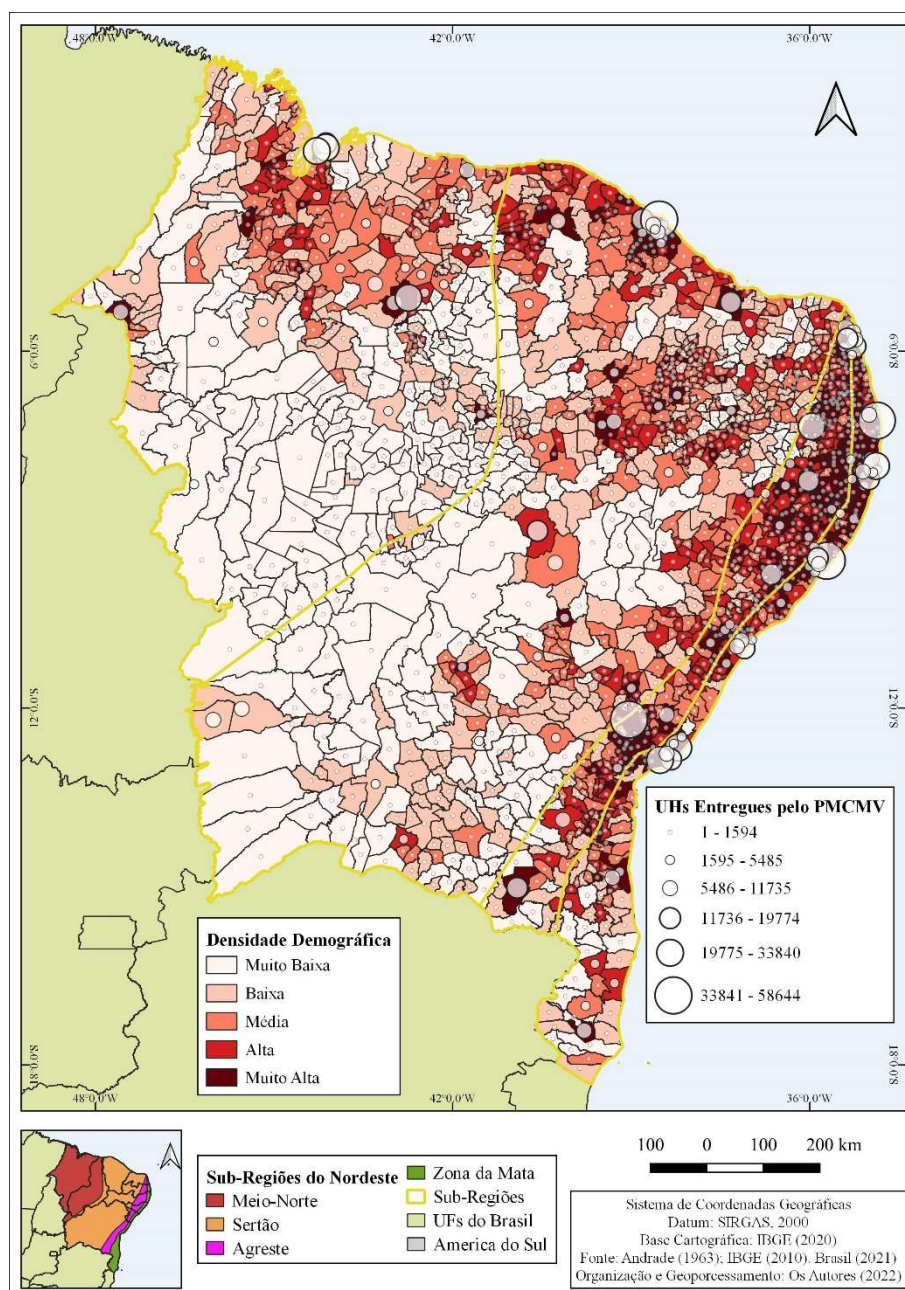 48°0.0'W
42°0.0'W
36°0.0'W
6°0.0'S
6°0.0'S
12°0.0'S
12°0.0'S
18°0.0'S
18°0.0'S
UHs Entregues pelo PMCMV
1 - 1594
1595 - 5485
5486 - 11735
11736 - 19774
19775 - 33840
33841 - 58644
Densidade Demográfica
Muito Baixa
Baixa
Média
Alta
Muito Alta
48°0.0'W
42°0.0'W
36°0.0'W
Sub-Regiões do Nordeste
Meio-Norte
Sertão
Agreste
Zona da Mata
Sub-Regiões
UFs do Brasil
America do Sul
100 0 100 200 km
Sistema de Coordenadas Geográficas
Datum: SIRGAS, 2000
Base Cartográfica: IBGE (2020)
Fonte: Andrade (1963); IBGE (2010). Brasil (2021)
Organização e Geoporcessamento: Os Autores (2022)